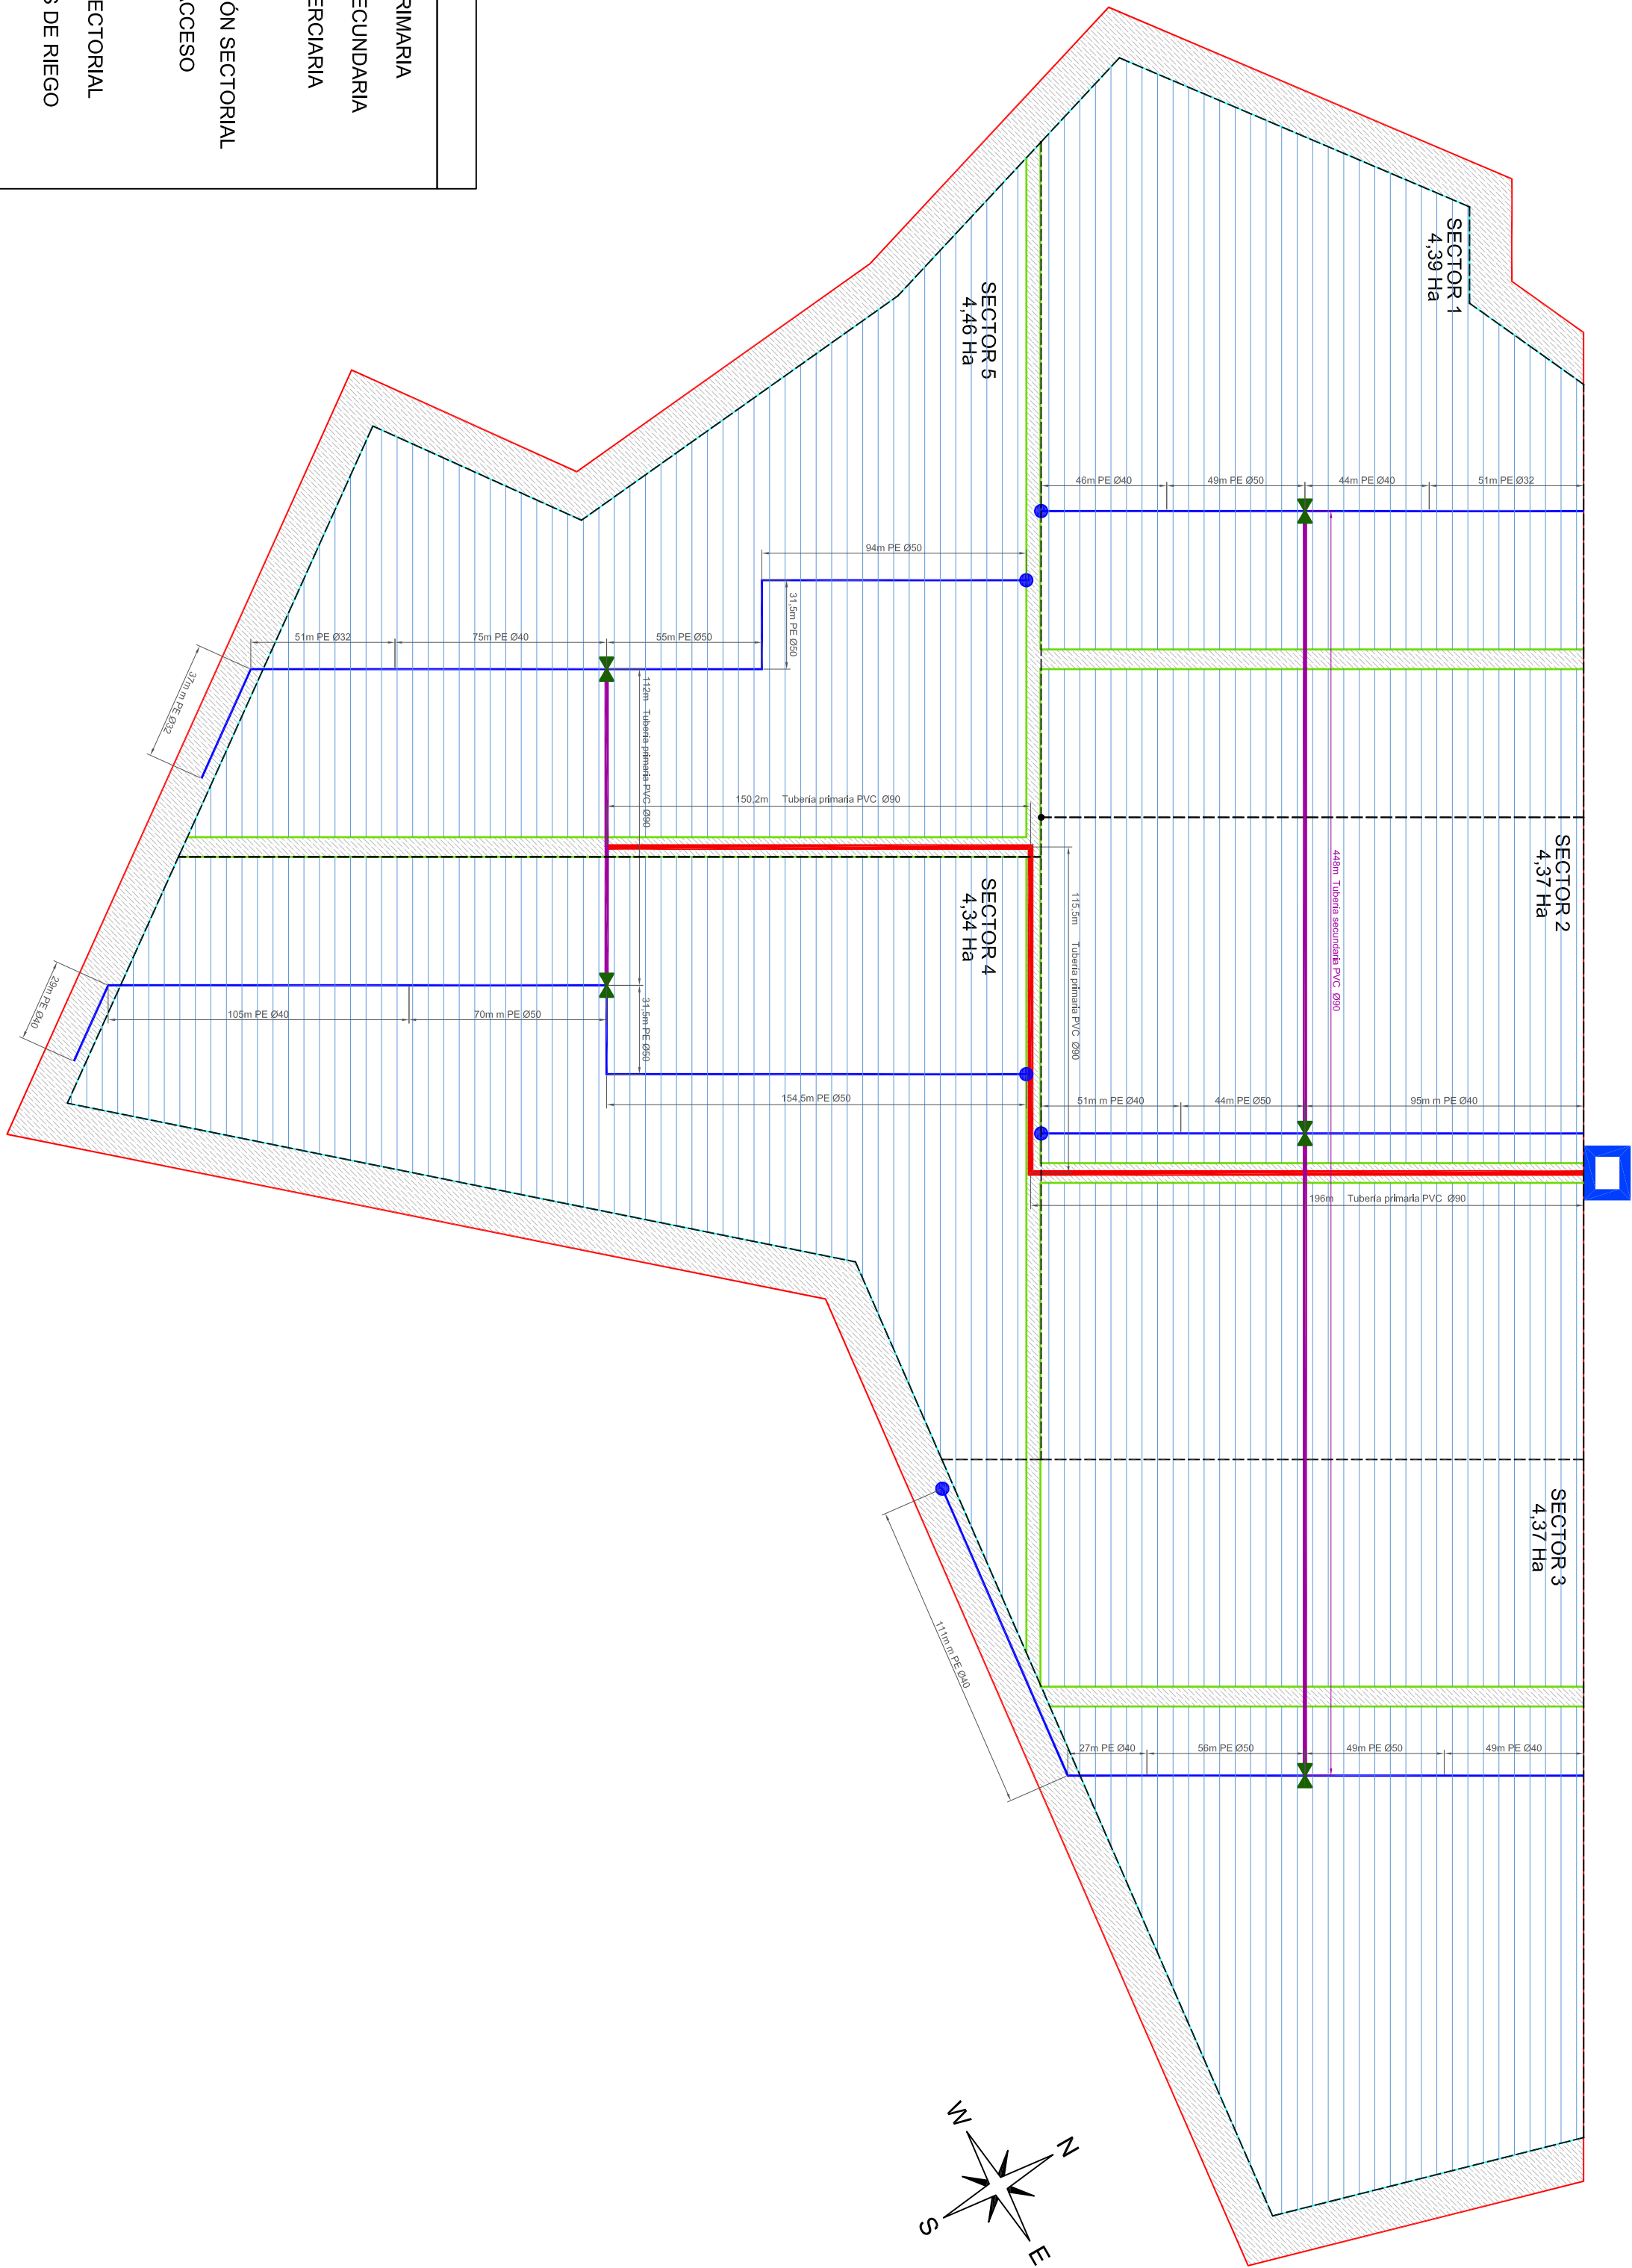 RIMARIA
ECUNDARIA
ERCIARIA
ÓN SECTORIAL
ACCESO
ECTORIAL
S DE RIEGO
SECTOR 1
4,39 Ha
SECTOR 2
4,37 Ha
SECTOR 3
4,37 Ha
SECTOR 5
4,46 Ha
SECTOR 4
4,34 Ha
46m PE Ø40
49m PE Ø50
44m PE Ø40
51m PE Ø32
94m PE Ø50
31,5m PE Ø50
51m PE Ø32
75m PE Ø40
55m PE Ø50
37m m PE Ø32
112m Tuberia primaria PVC Ø90
150,2m Tuberia primaria PVC Ø90
448m Tuberia secundaria PVC Ø90
115,5m Tuberia primaria PVC Ø90
29m PE Ø40
105m PE Ø40
70m m PE Ø50
31,5m PE Ø50
154,5m PE Ø50
51m m PE Ø40
44m PE Ø50
95m m PE Ø40
196m Tuberia primaria PVC Ø90
111m m PE Ø40
27m PE Ø40
56m PE Ø50
49m PE Ø50
49m PE Ø40
N
W
S
E